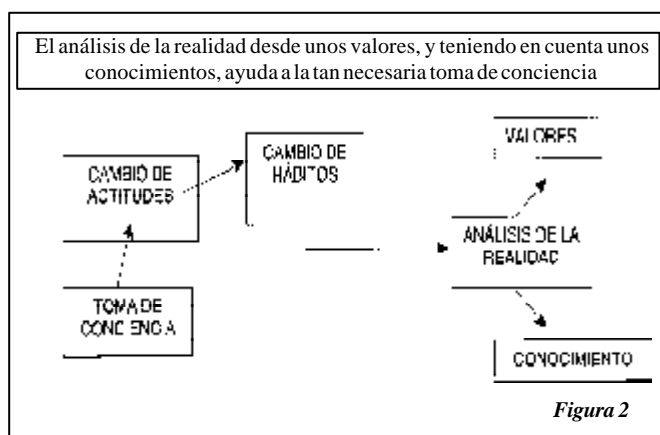 El análisis de la realidad desde unos valores, y teniendo en cuenta unos
conocimientos, ayuda a la tan necesaria toma de conciencia
VALORES
CAMBIO DE
HÁBITOS
CAMBIO DE
ACTITUDES
ANÁLISIS DE LA
REALIDAD
TOMA DE
CONCIENCIA
CONOCIMIENTO
Figura 2